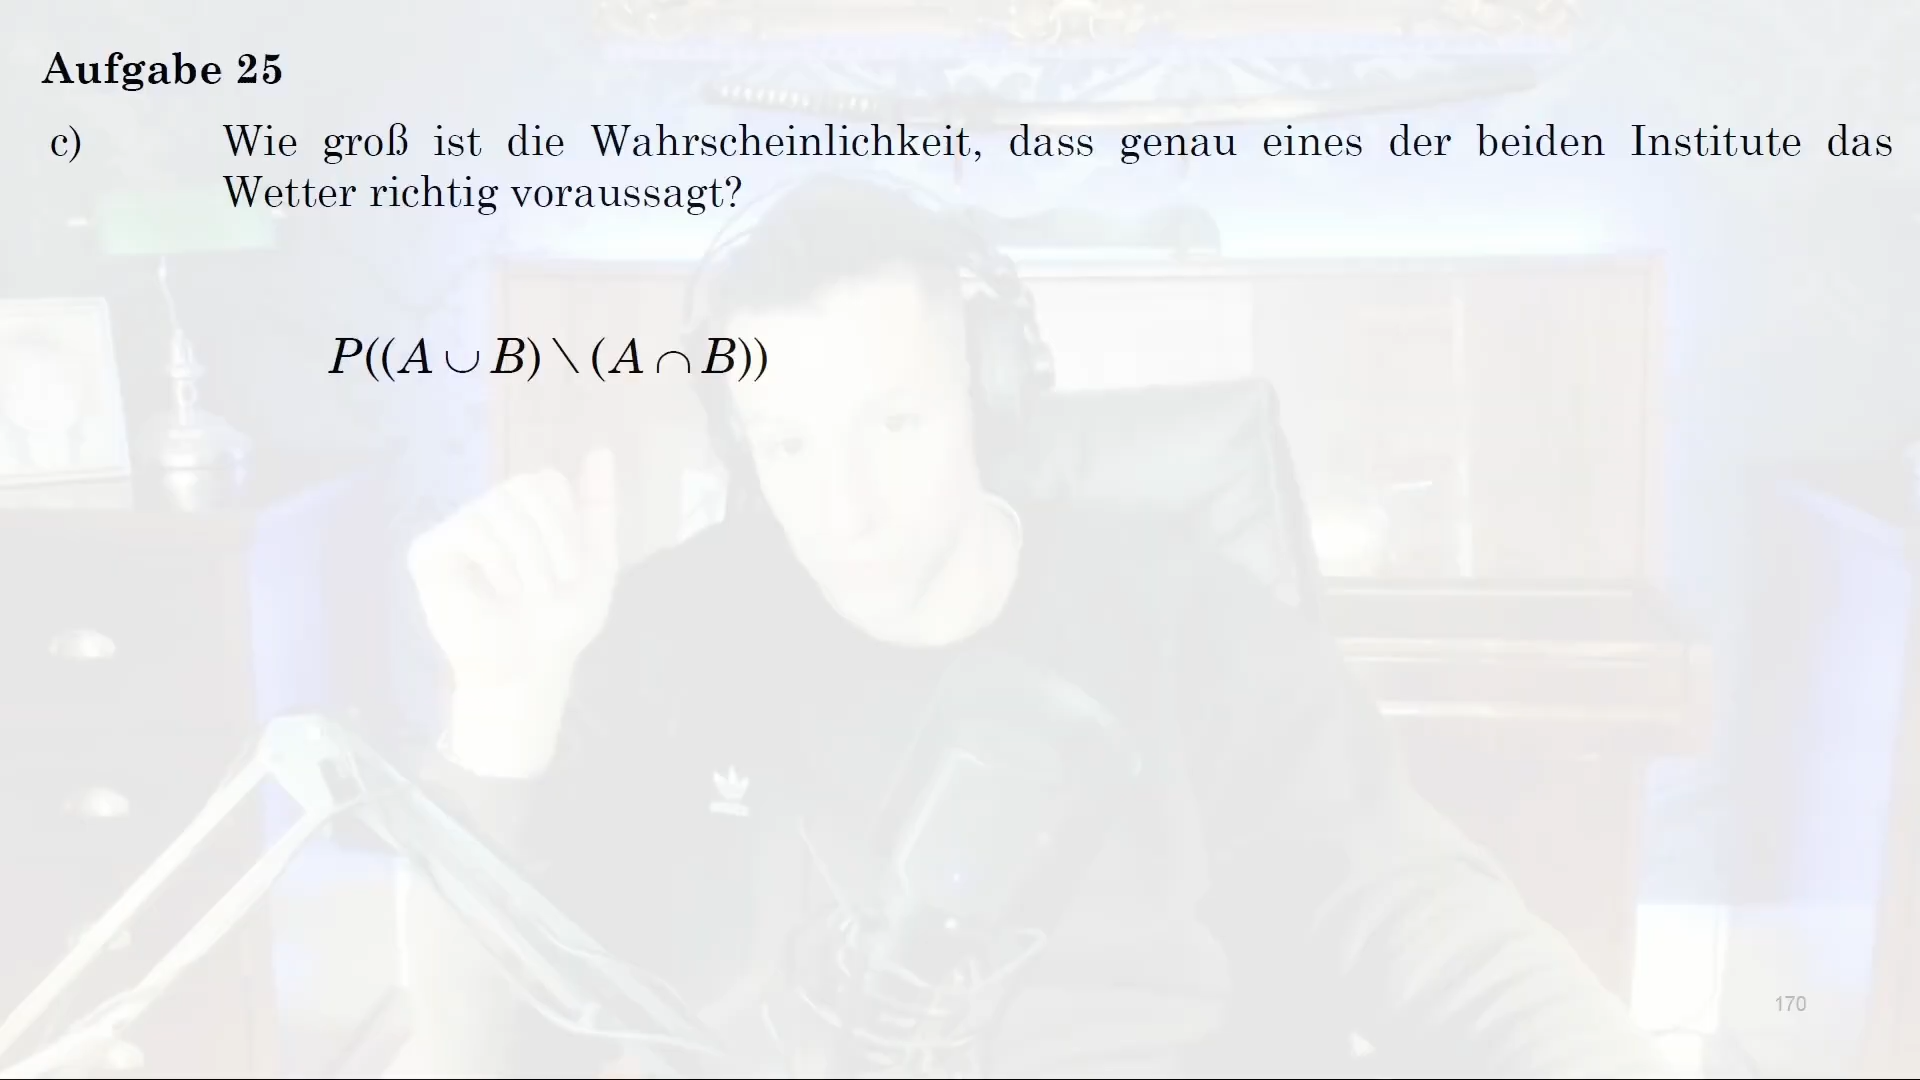 Aufgabe 25
c) Wie groß ist die Wahrscheinlichkeit, dass genau eines der beiden Institute das
Wetter richtig voraussagt?
P((A ∪ B) \ (A ∩ B))
170